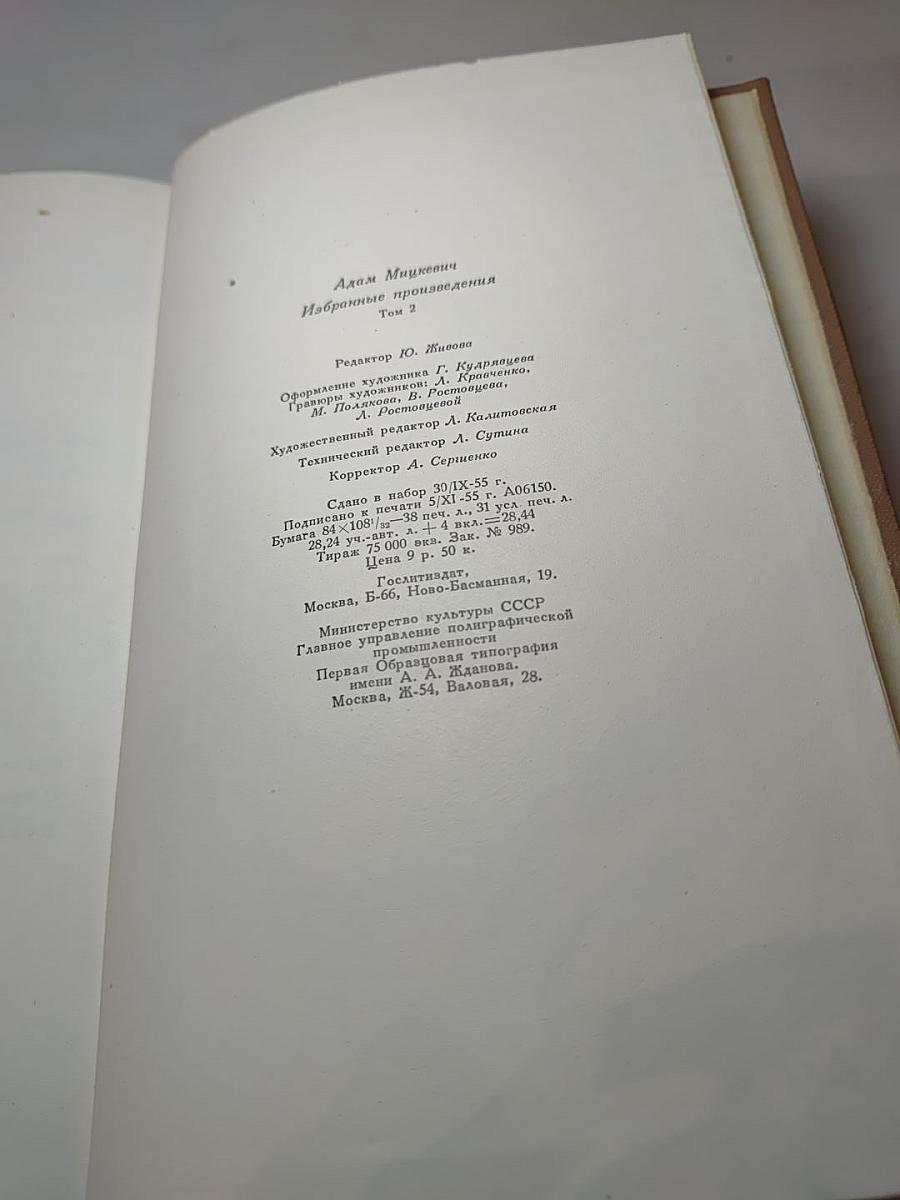 Адам Мицкевич
Избранные произведения
Том 2
Редактор Ю. Живова
Оформление художника Г. Кудрявцева
Гравюры художников: Л. Кравченко,
М. Полякова, В. Ростовцева,
Л. Ростовцевой
Художественный редактор Л. Калитовская
Технический редактор Л. Сутина
Корректор А. Сергиенко
Сдано в набор 30/IX-55 г.
Подписано к печати 5/XI-55 г. А06150.
Бумага 84×108¹/₃₂—38 печ. л., 31 усл. печ. л.
28,24 уч.-авт. л. + 4 вкл.=28,44
Тираж 75 000 экз. Зак. № 989.
Цена 9 р. 50 к.
Гослитиздат,
Москва, Б-66, Ново-Басманная, 19.
Министерство культуры СССР
Главное управление полиграфической
промышленности
Первая Образцовая типография
имени А. А. Жданова.
Москва, Ж-54, Валовая, 28.